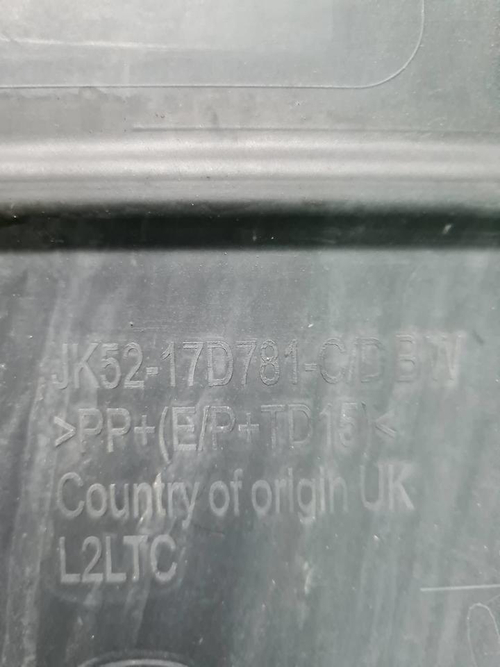 JK52-17D781-C/D B W
>PP+(E/P+TD15)<
Country of origin UK
L2LTC